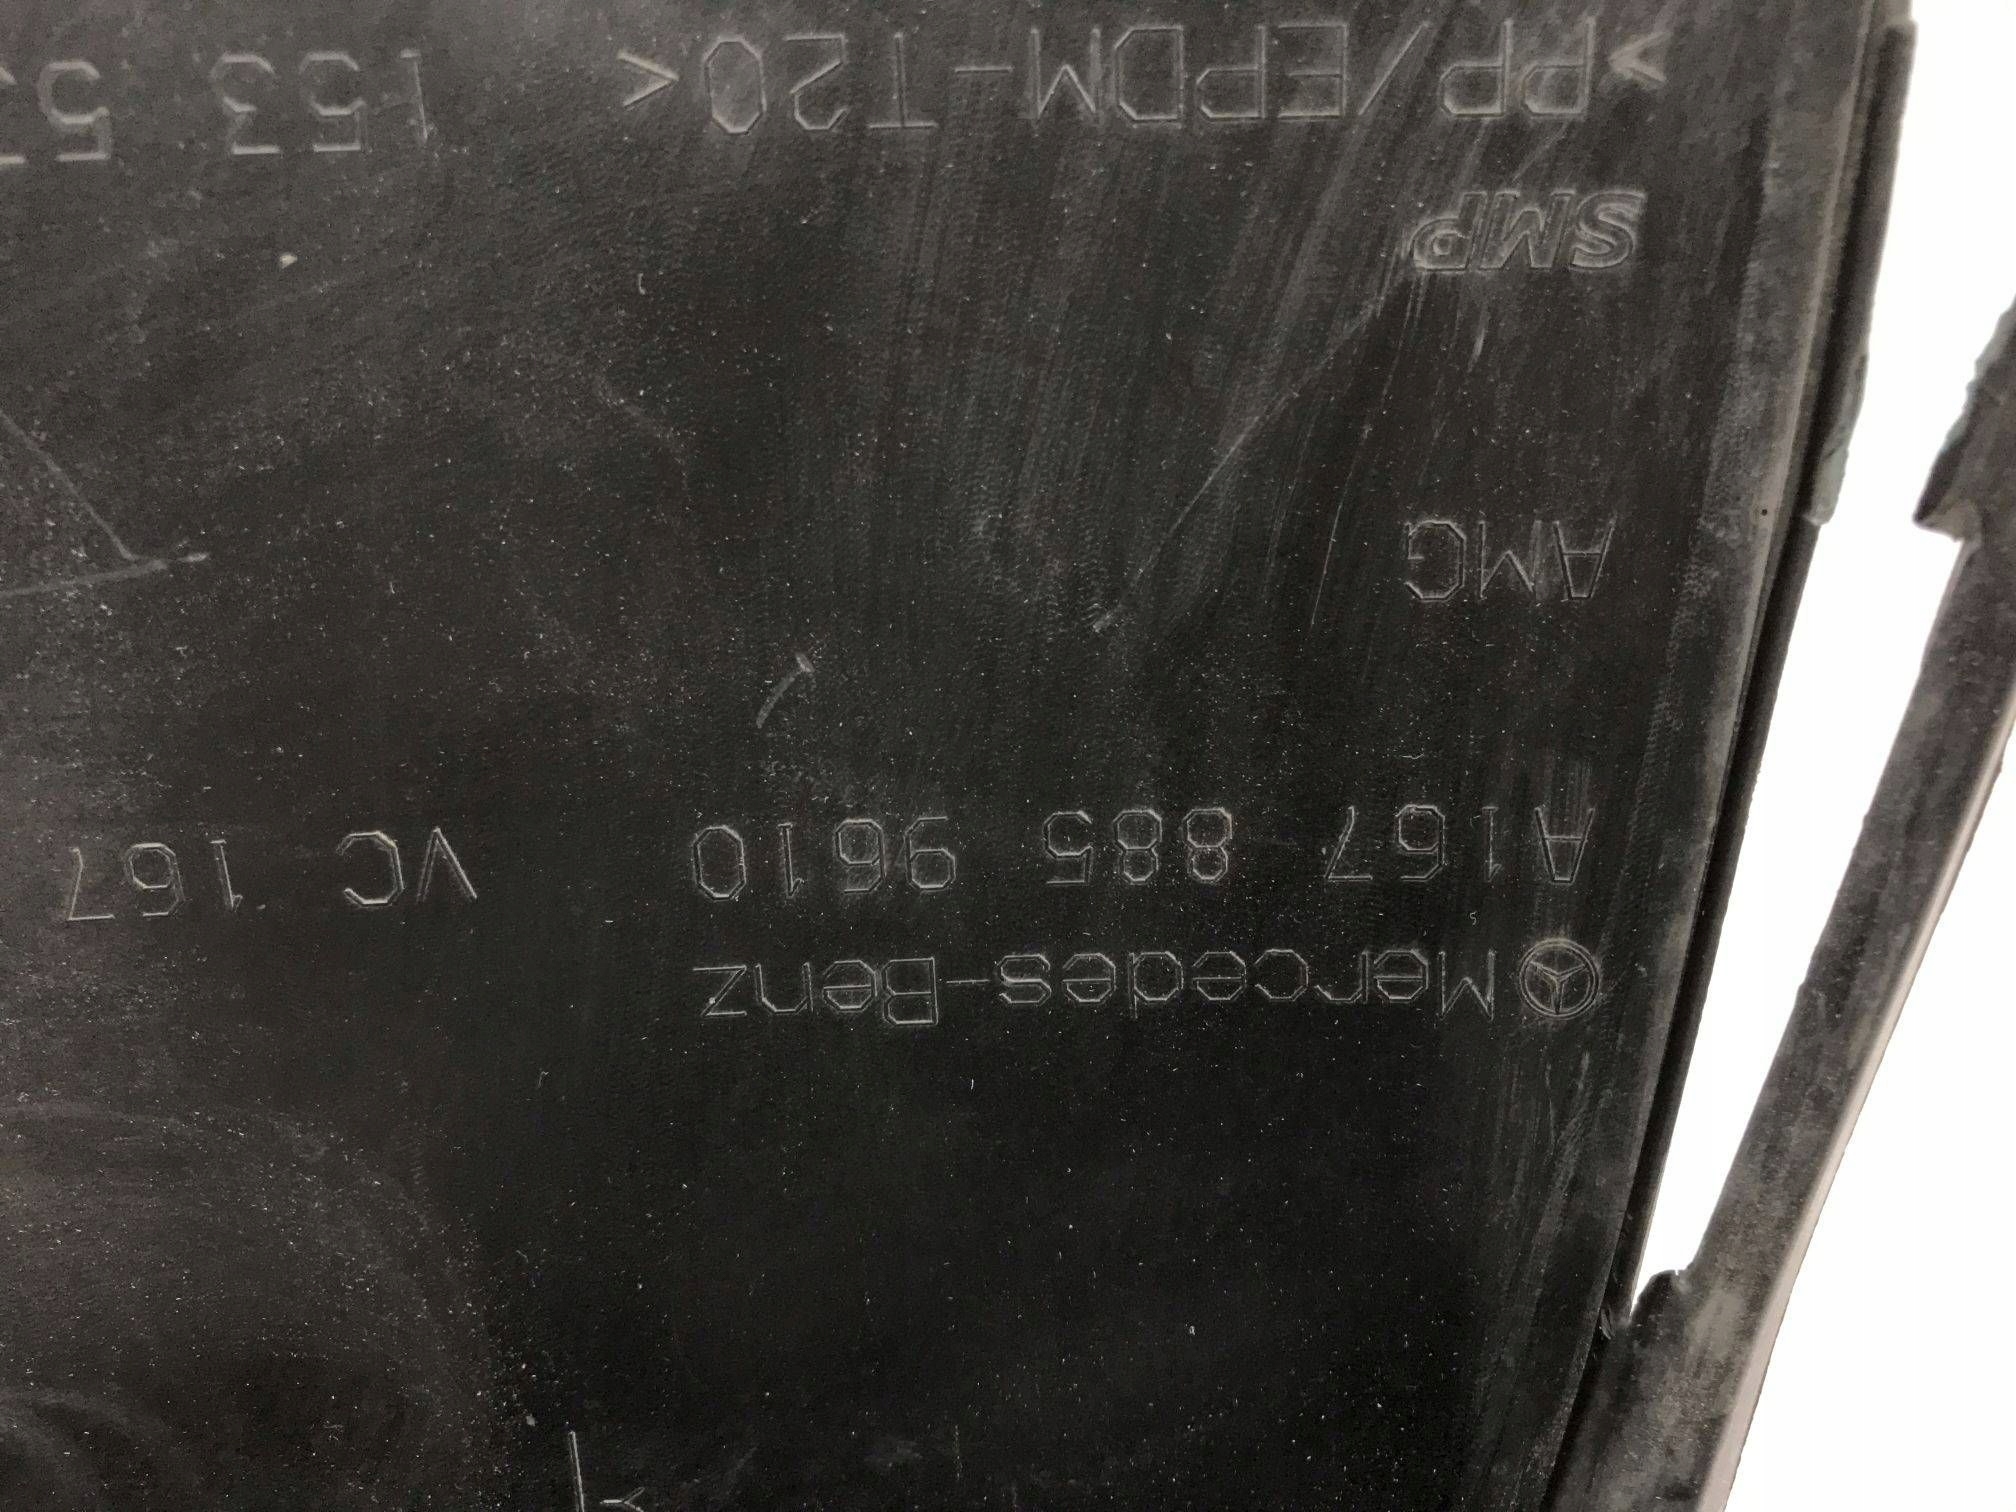 Mercedes-Benz
A167 885 9610 VC 167
AMG
SMP
>PP/EPDM-T20< 153 5